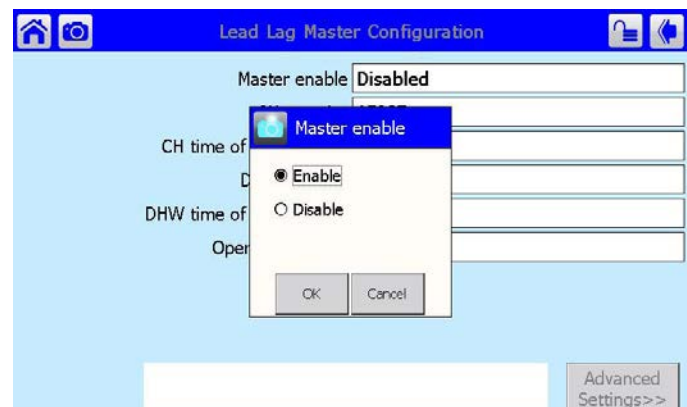 Lead Lag Master Configuration
Master enable Disabled
Master enable
CH time of
Enable
DHW time of
Disable
Oper
OK Cancel
Advanced
Settings>>